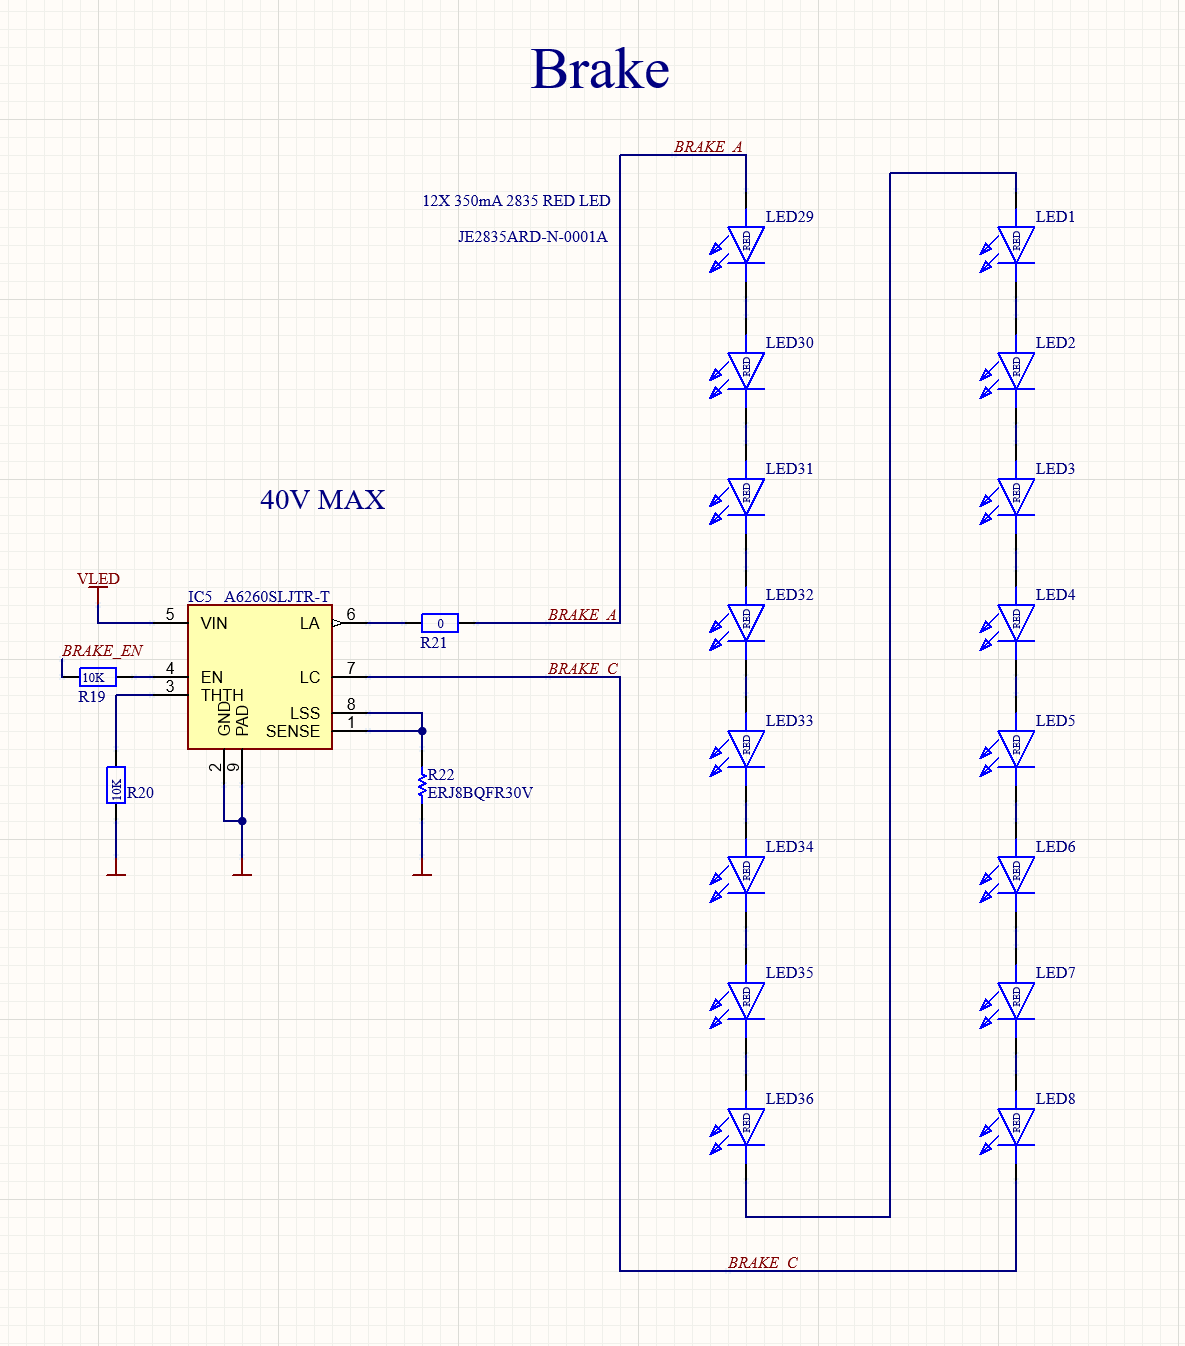 Brake
BRAKE_A
12X 350mA 2835 RED LED
JE2835ARD-N-0001A
40V MAX
VLED
IC5 A6260SLJTR-T
5 VIN LA 6
0
R21
BRAKE_A
BRAKE_EN
10K
R19
4 EN LC 7
BRAKE_C
3 THTH
LSS 8
SENSE 1
GND
PAD
2
9
10K
R20
R22
ERJ8BQFR30V
LED29
RED
LED30
RED
LED31
RED
LED32
RED
LED33
RED
LED34
RED
LED35
RED
LED36
RED
LED1
RED
LED2
RED
LED3
RED
LED4
RED
LED5
RED
LED6
RED
LED7
RED
LED8
RED
BRAKE_C